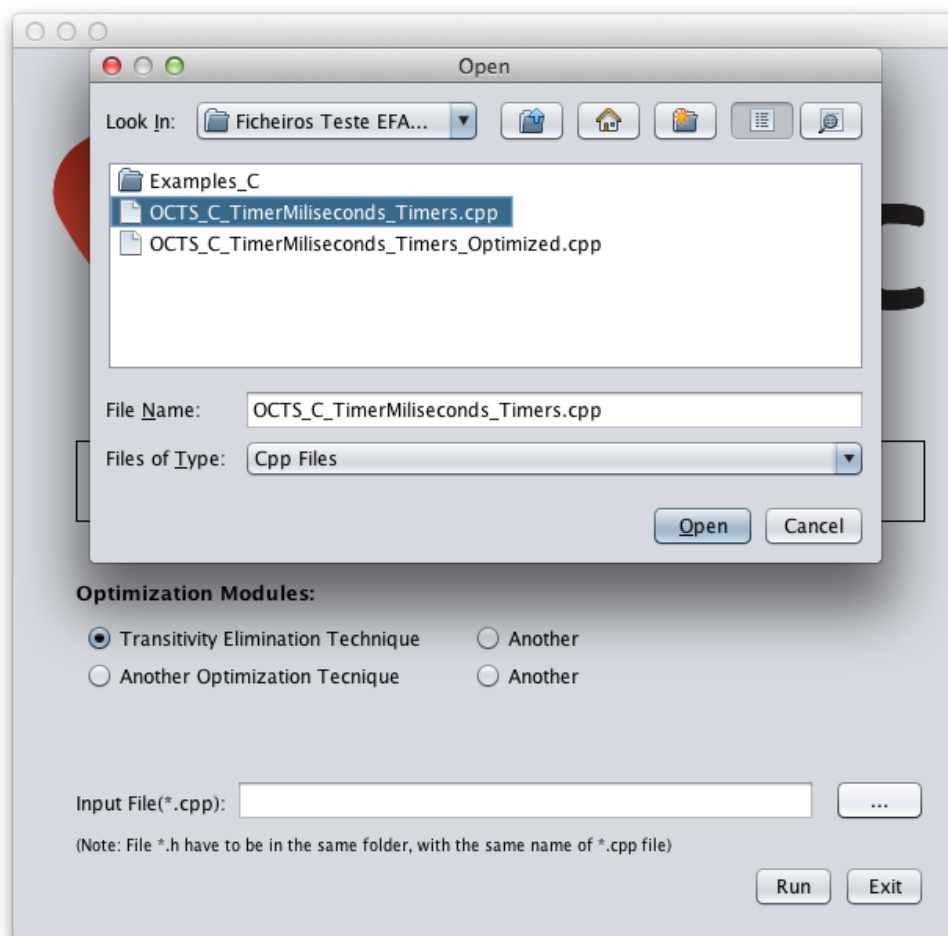 Open
Look In: Ficheiros Teste EFA...
Examples_C
OCTS_C_TimerMiliseconds_Timers.cpp
OCTS_C_TimerMiliseconds_Timers_Optimized.cpp
File Name: OCTS_C_TimerMiliseconds_Timers.cpp
Files of Type: Cpp Files
Open Cancel
Optimization Modules:
Transitivity Elimination Technique Another
Another Optimization Tecnique Another
Input File(*.cpp): ...
(Note: File *.h have to be in the same folder, with the same name of *.cpp file)
Run Exit